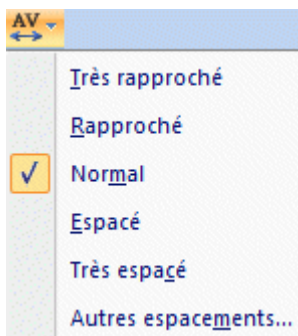 AV
Très rapproché
Rapproché
Normal
Espacé
Très espacé
Autres espacements...